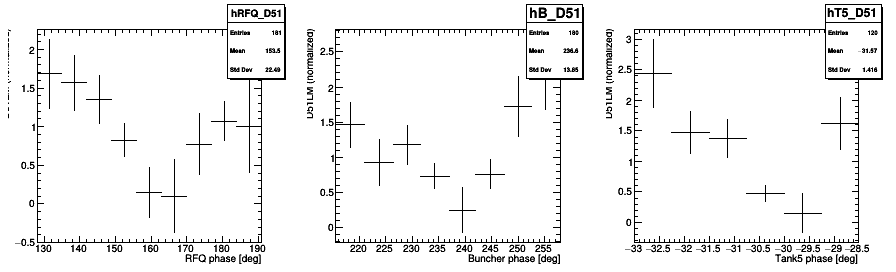 hRFQ_D51
Entries 181
Mean 153.5
Std Dev 22.49
2
1.5
1
0.5
0
−0.5
130 140 150 160 170 180 190
RFQ phase [deg]
hB_D51
Entries 180
Mean 236.6
Std Dev 13.85
D51LM (normalized)
2.5
2
1.5
1
0.5
0
220 225 230 235 240 245 250 255
Buncher phase [deg]
hT5_D51
Entries 120
Mean −31.57
Std Dev 1.416
D51LM (normalized)
3
2.5
2
1.5
1
0.5
0
−33 −32.5 −32 −31.5 −31 −30.5 −30 −29.5 −29 −28.5
Tank5 phase [deg]